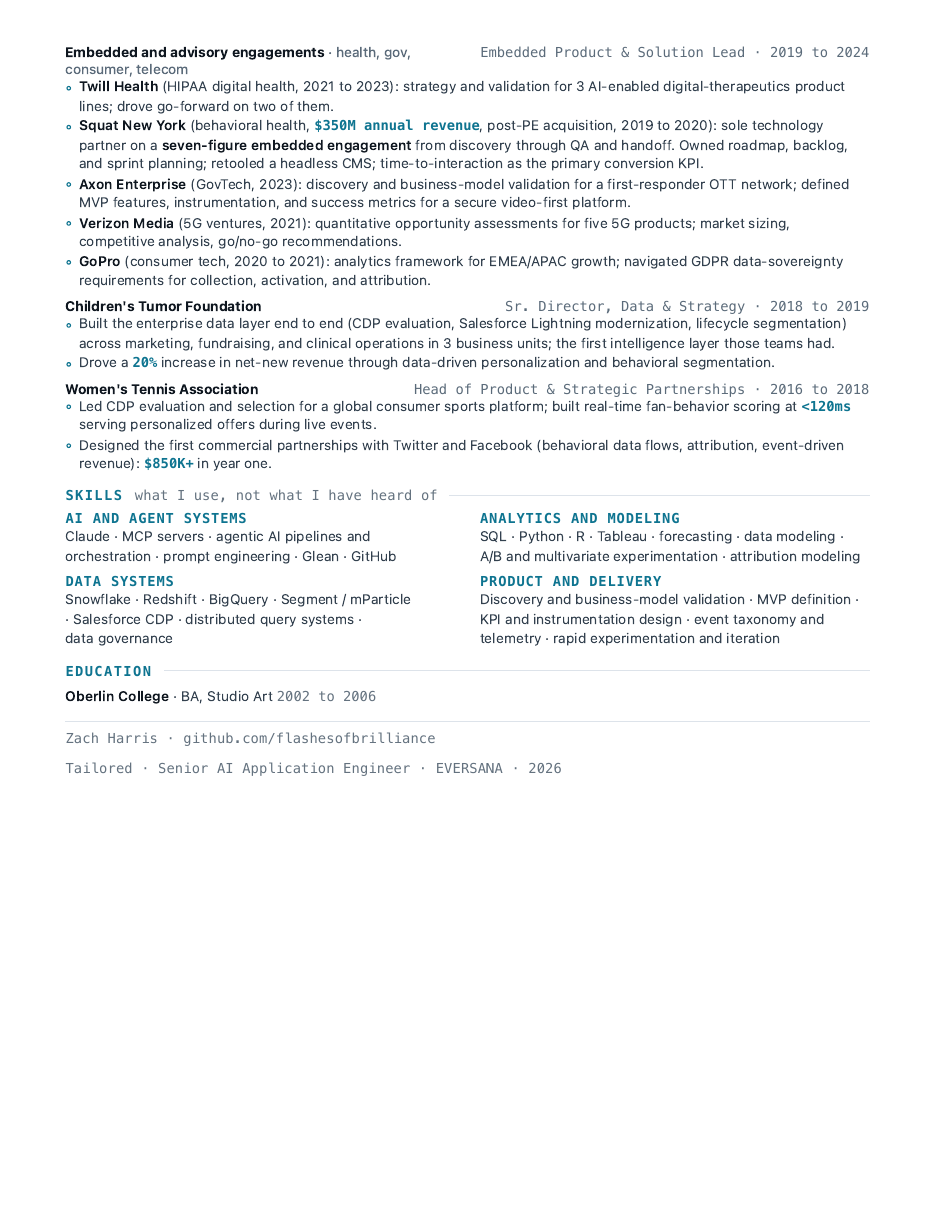 Embedded and advisory engagements · health, gov, consumer, telecom
Embedded Product & Solution Lead · 2019 to 2024
Twill Health (HIPAA digital health, 2021 to 2023): strategy and validation for 3 AI-enabled digital-therapeutics product
lines; drove go-forward on two of them.
Squat New York (behavioral health, $350M annual revenue, post-PE acquisition, 2019 to 2020): sole technology
partner on a seven-figure embedded engagement from discovery through QA and handoff. Owned roadmap, backlog,
and sprint planning; retooled a headless CMS; time-to-interaction as the primary conversion KPI.
Axon Enterprise (GovTech, 2023): discovery and business-model validation for a first-responder OTT network; defined
MVP features, instrumentation, and success metrics for a secure video-first platform.
Verizon Media (5G ventures, 2021): quantitative opportunity assessments for five 5G products; market sizing,
competitive analysis, go/no-go recommendations.
GoPro (consumer tech, 2020 to 2021): analytics framework for EMEA/APAC growth; navigated GDPR data-sovereignty
requirements for collection, activation, and attribution.
Children's Tumor Foundation
Sr. Director, Data & Strategy · 2018 to 2019
Built the enterprise data layer end to end (CDP evaluation, Salesforce Lightning modernization, lifecycle segmentation)
across marketing, fundraising, and clinical operations in 3 business units; the first intelligence layer those teams had.
Drove a 20% increase in net-new revenue through data-driven personalization and behavioral segmentation.
Women's Tennis Association
Head of Product & Strategic Partnerships · 2016 to 2018
Led CDP evaluation and selection for a global consumer sports platform; built real-time fan-behavior scoring at <120ms
serving personalized offers during live events.
Designed the first commercial partnerships with Twitter and Facebook (behavioral data flows, attribution, event-driven
revenue): $850K+ in year one.
SKILLS what I use, not what I have heard of
AI AND AGENT SYSTEMS
Claude · MCP servers · agentic AI pipelines and
orchestration · prompt engineering · Glean · GitHub
ANALYTICS AND MODELING
SQL · Python · R · Tableau · forecasting · data modeling ·
A/B and multivariate experimentation · attribution modeling
DATA SYSTEMS
Snowflake · Redshift · BigQuery · Segment / mParticle
· Salesforce CDP · distributed query systems ·
data governance
PRODUCT AND DELIVERY
Discovery and business-model validation · MVP definition ·
KPI and instrumentation design · event taxonomy and
telemetry · rapid experimentation and iteration
EDUCATION
Oberlin College · BA, Studio Art 2002 to 2006
Zach Harris · github.com/flashesofbrilliance
Tailored · Senior AI Application Engineer · EVERSANA · 2026